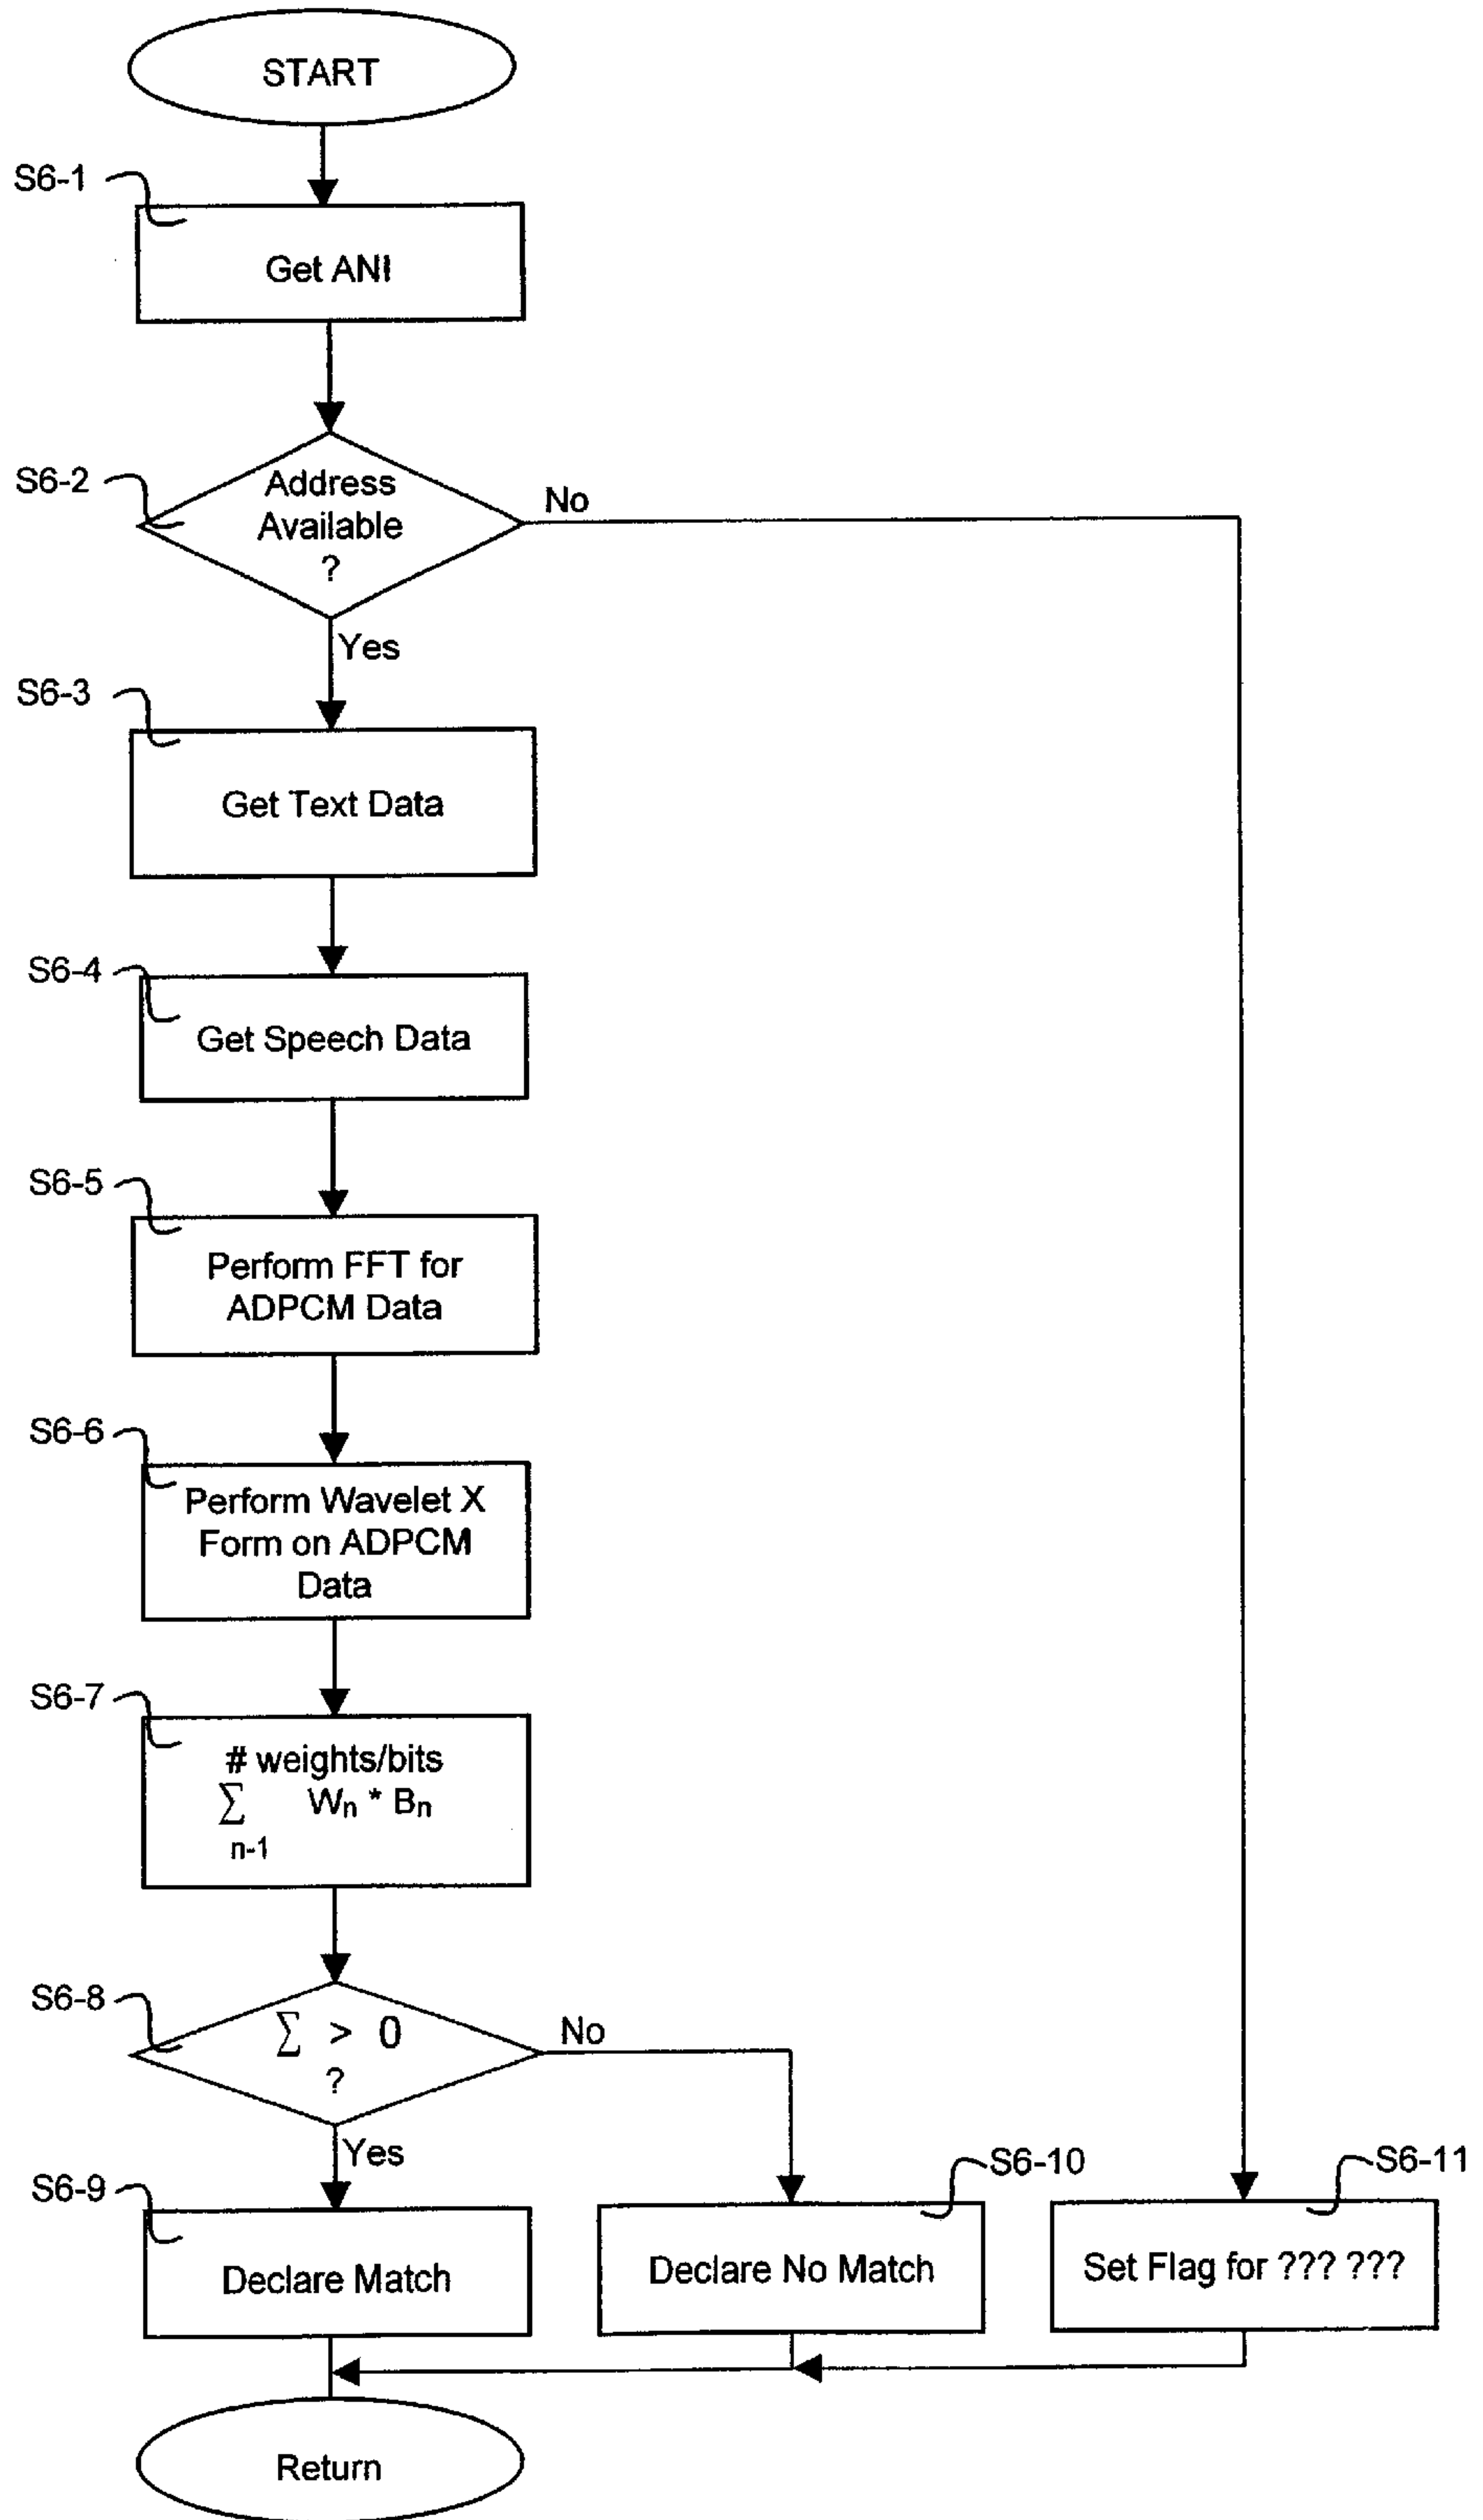 START
S6-1
Get ANI
S6-2
Address
Available
?
No
Yes
S6-3
Get Text Data
S6-4
Get Speech Data
S6-5
Perform FFT for
ADPCM Data
S6-6
Perform Wavelet X
Form on ADPCM
Data
S6-7
# weights/bits
∑ Wn * Bn
n-1
S6-8
∑ > 0
?
No
Yes
S6-9
Declare Match
S6-10
Declare No Match
S6-11
Set Flag for ??? ???
Return